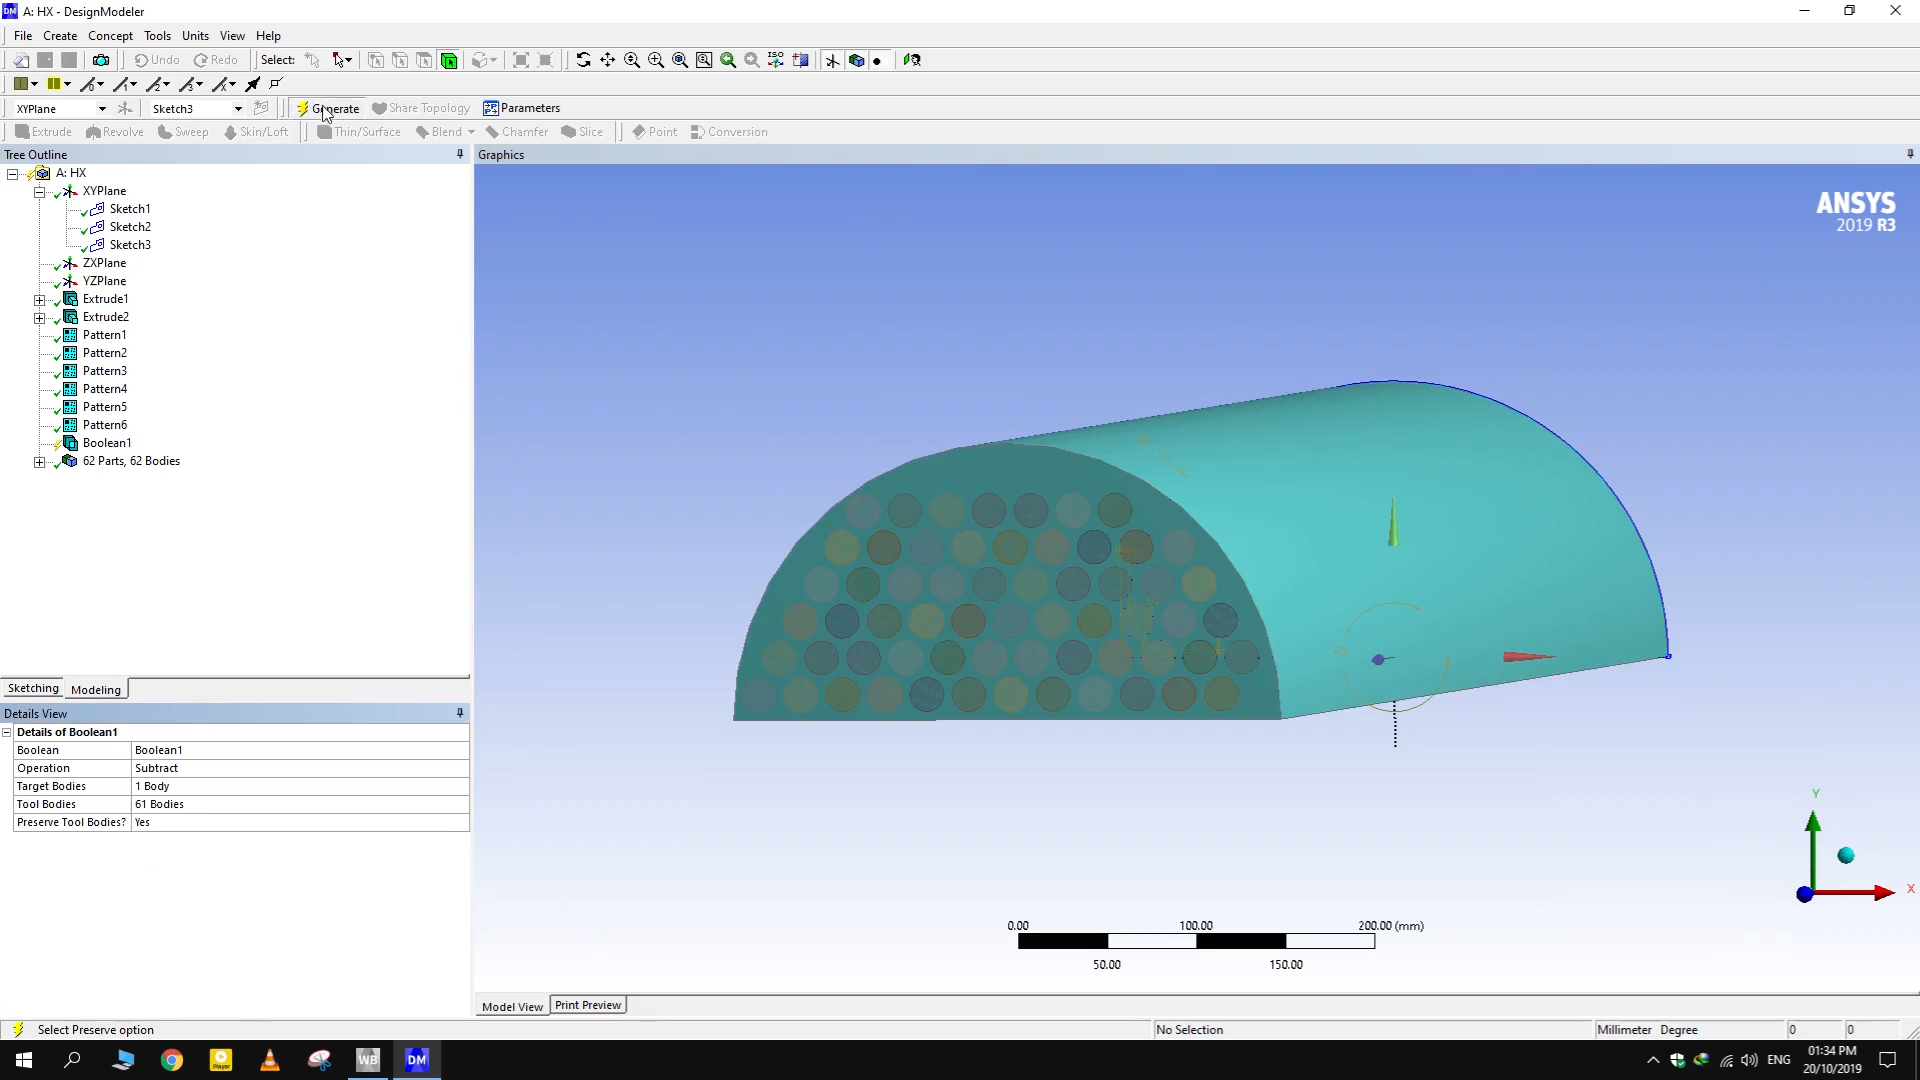 A: HX - DesignModeler
File Create Concept Tools Units View Help
Undo Redo Select: ISO
XYPlane Sketch3 Generate Share Topology Parameters
Extrude Revolve Sweep Skin/Loft Thin/Surface Blend Chamfer Slice Point Conversion
Tree Outline
A: HX
XYPlane
Sketch1
Sketch2
Sketch3
ZXPlane
YZPlane
Extrude1
Extrude2
Pattern1
Pattern2
Pattern3
Pattern4
Pattern5
Pattern6
Boolean1
62 Parts, 62 Bodies
Sketching Modeling
Details View
Details of Boolean1
Boolean Boolean1
Operation Subtract
Target Bodies 1 Body
Tool Bodies 61 Bodies
Preserve Tool Bodies? Yes
Graphics
ANSYS
2019 R3
Y
X
0.00 100.00 200.00 (mm)
50.00 150.00
Model View Print Preview
Select Preserve option No Selection Millimeter Degree 0 0
WB DM ENG 01:34 PM
20/10/2019